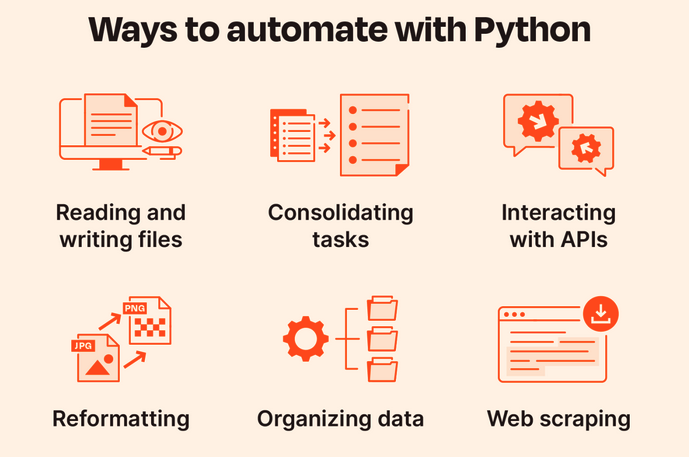 Ways to automate with Python
Reading and
writing files
Consolidating
tasks
Interacting
with APIs
JPG
PNG
Reformatting
Organizing data
Web scraping